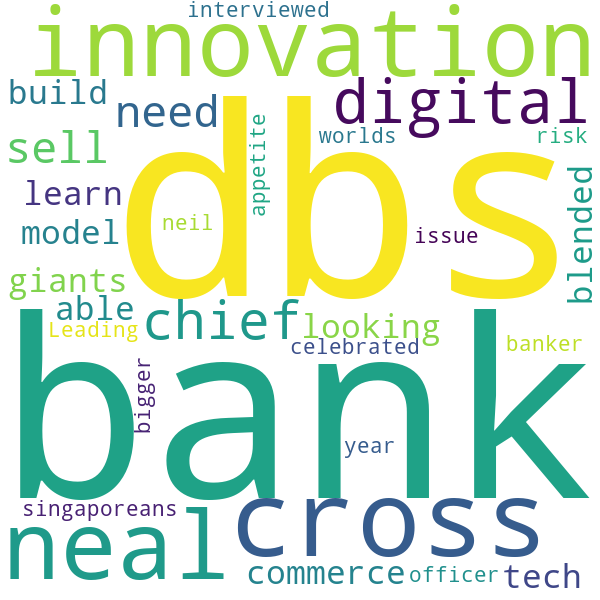 interviewed
innovation
build
need
digital
sell
appetite
worlds
risk
dbs
learn
blended
model
neil
issue
giants
able
chief
looking
Leading
celebrated
banker
bank
bigger
year
singaporeans
neal
cross
commerce
officer
tech